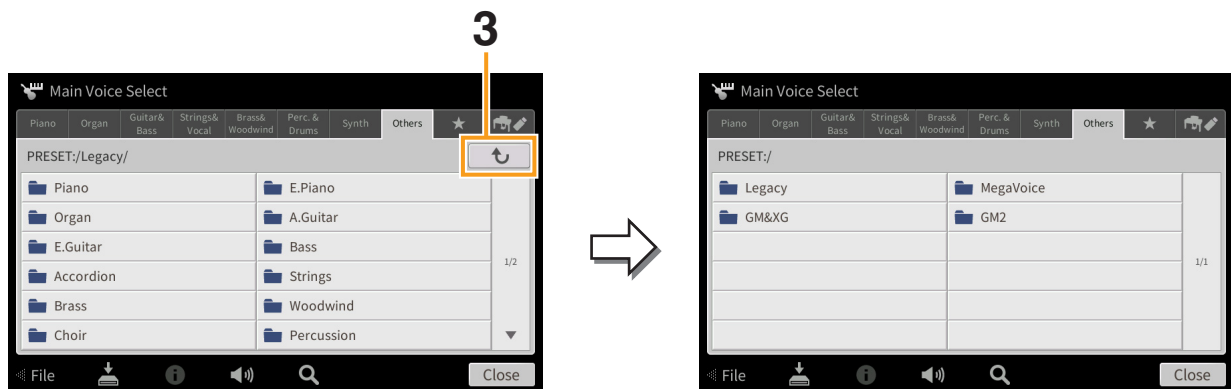 3
Main Voice Select
Piano Organ Guitar& Bass Strings& Vocal Brass& Woodwind Perc. & Drums Synth Others
PRESET:/Legacy/
Piano E.Piano
Organ A.Guitar
E.Guitar Bass
1/2
Accordion Strings
Brass Woodwind
Choir Percussion
File Close
Main Voice Select
Piano Organ Guitar& Bass Strings& Vocal Brass& Woodwind Perc. & Drums Synth Others
PRESET:/
Legacy MegaVoice
GM&XG GM2
1/1
File Close